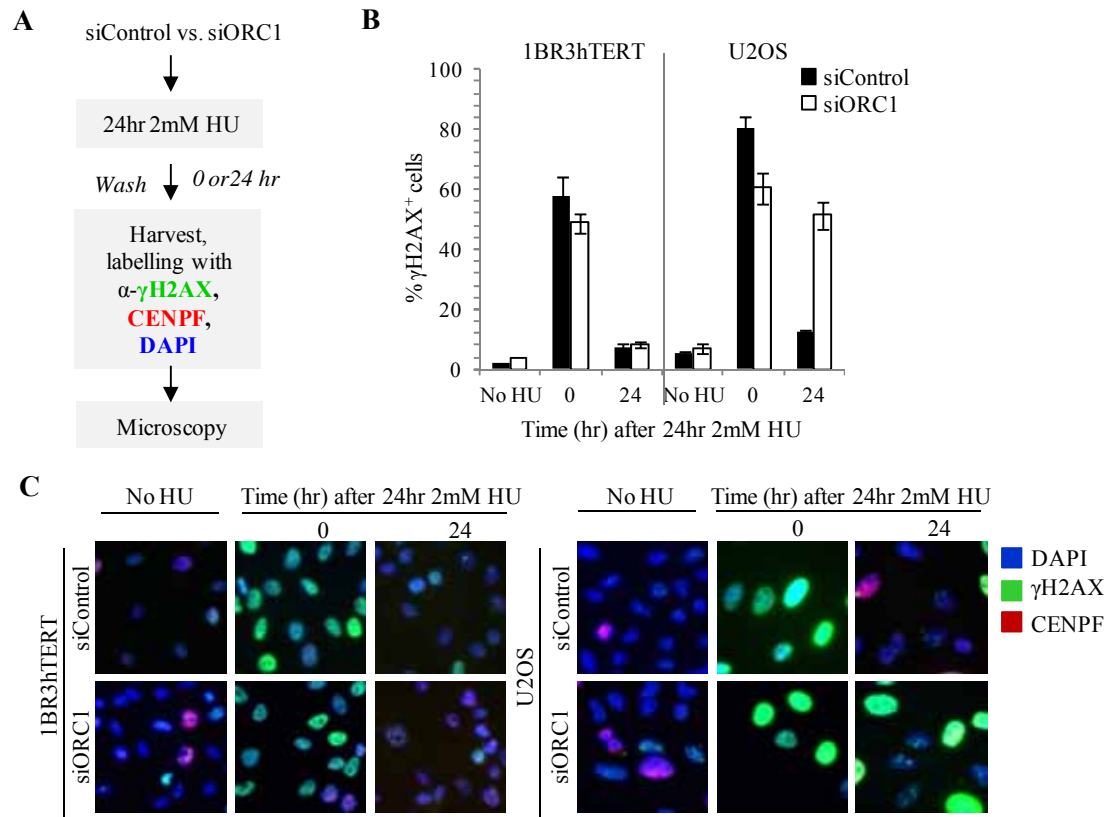 A
siControl vs. siORC1
24hr 2mM HU
Wash 0 or24 hr
Harvest,
labelling with
α-γH2AX,
CENPF,
DAPI
Microscopy
B
1BR3hTERT U2OS
siControl
siORC1
% γH2AX+ cells
100
80
60
40
20
0
No HU 0 24 No HU 0 24
Time (hr) after 24hr 2mM HU
C
No HU Time (hr) after 24hr 2mM HU
0 24
1BR3hTERT
siControl
siORC1
No HU Time (hr) after 24hr 2mM HU
0 24
U2OS
siControl
siORC1
DAPI
γH2AX
CENPF